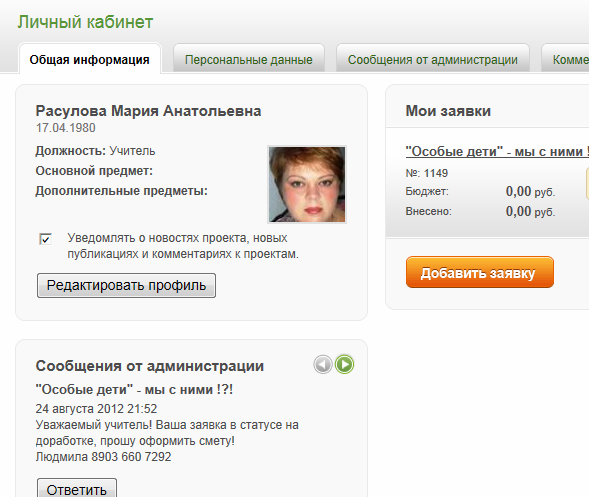 Личный кабинет
Общая информация
Персональные данные
Сообщения от администрации
Комме
Расулова Мария Анатольевна
17.04.1980
Должность: Учитель
Основной предмет:
Дополнительные предметы:
Уведомлять о новостях проекта, новых
публикациях и комментариях к проектам.
Редактировать профиль
Мои заявки
"Особые дети" - мы с ними !
№: 1149
Бюджет: 0,00 руб.
Внесено: 0,00 руб.
Добавить заявку
Сообщения от администрации
"Особые дети" - мы с ними !?!
24 августа 2012 21:52
Уважаемый учитель! Ваша заявка в статусе на
доработке, прошу оформить смету!
Людмила 8903 660 7292
Ответить